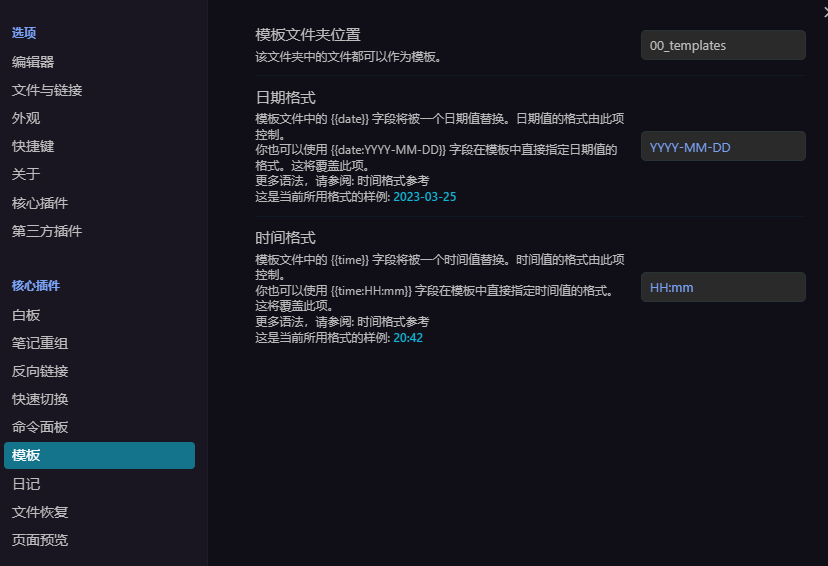 选项
编辑器
文件与链接
外观
快捷键
关于
核心插件
第三方插件
核心插件
白板
笔记重组
反向链接
快速切换
命令面板
模板
日记
文件恢复
页面预览
模板文件夹位置
该文件夹中的文件都可以作为模板。
00_templates
日期格式
模板文件中的 {{date}} 字段将被一个日期值替换。日期值的格式由此项
控制。
你也可以使用 {{date:YYYY-MM-DD}} 字段在模板中直接指定日期值的
格式。这将覆盖此项。
更多语法，请参阅: 时间格式参考
这是当前所用格式的样例: 2023-03-25
YYYY-MM-DD
时间格式
模板文件中的 {{time}} 字段将被一个时间值替换。时间值的格式由此项
控制。
你也可以使用 {{time:HH:mm}} 字段在模板中直接指定时间值的格式。
这将覆盖此项。
更多语法，请参阅: 时间格式参考
这是当前所用格式的样例: 20:42
HH:mm